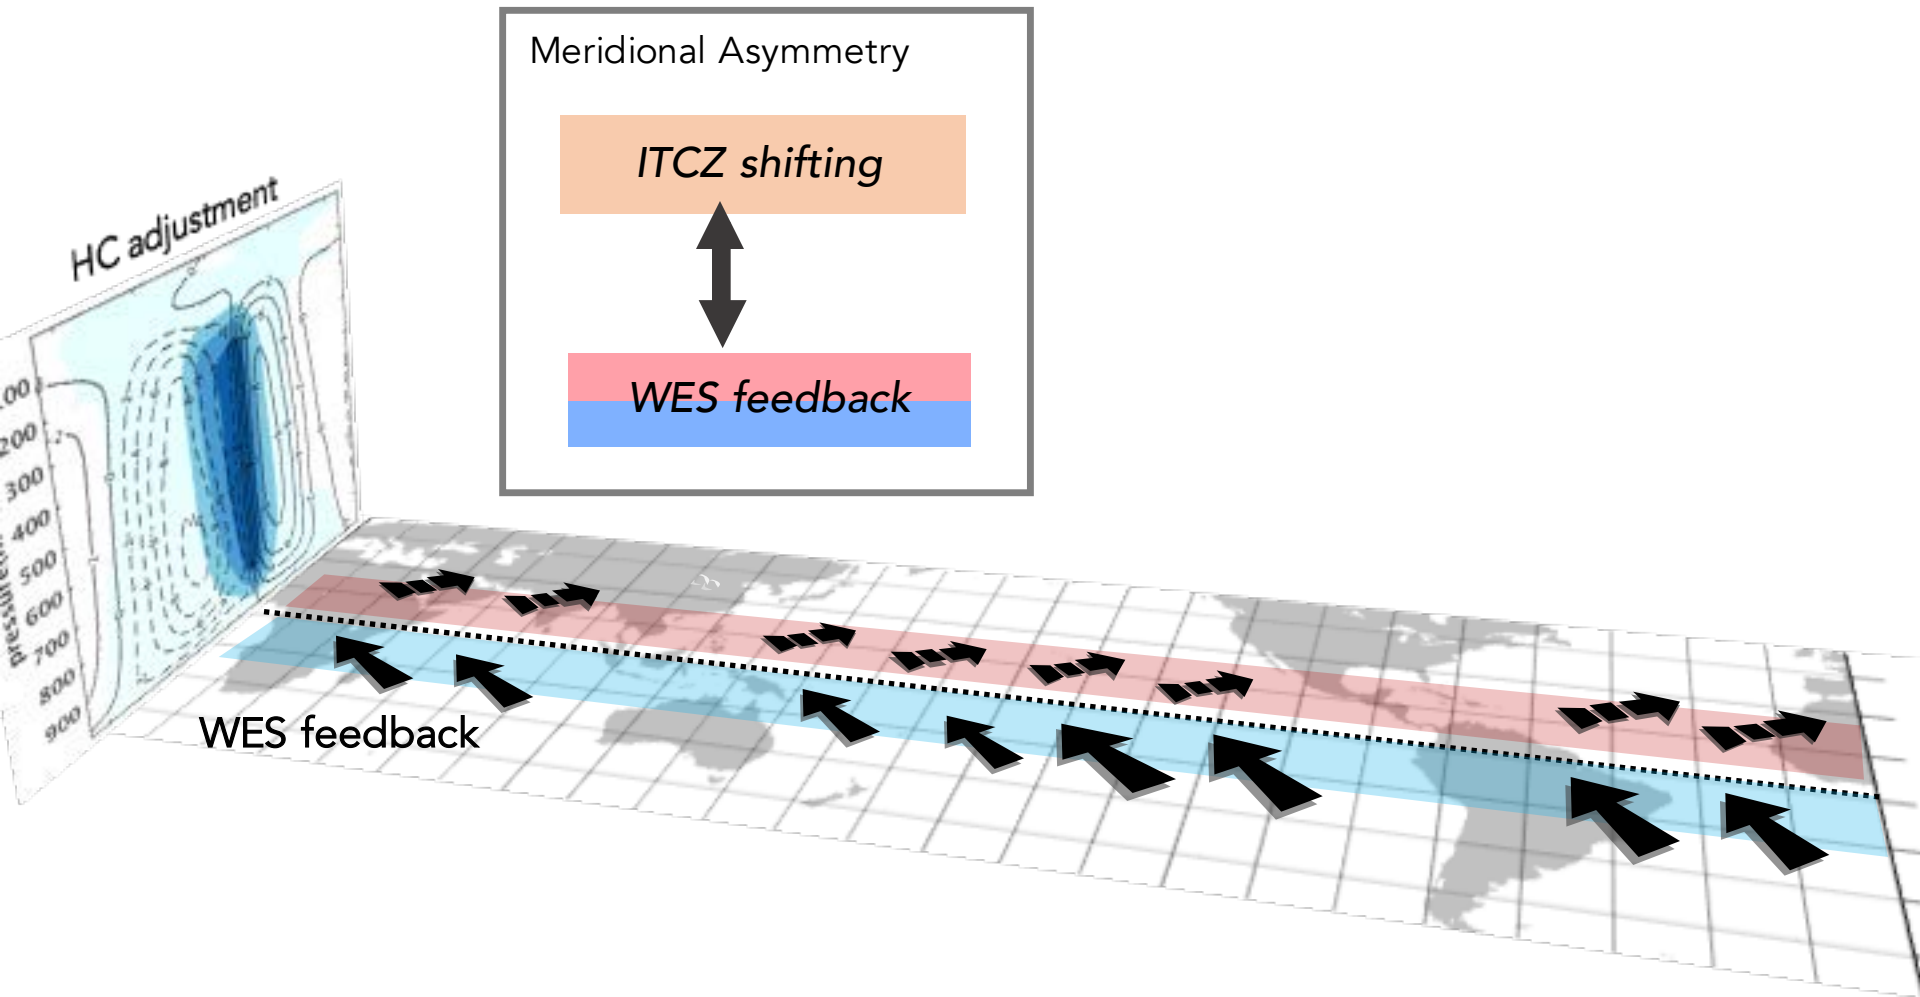 Meridional Asymmetry
ITCZ shifting
WES feedback
HC adjustment
100
200
300
400
500
600
700
800
900
pressure
WES feedback